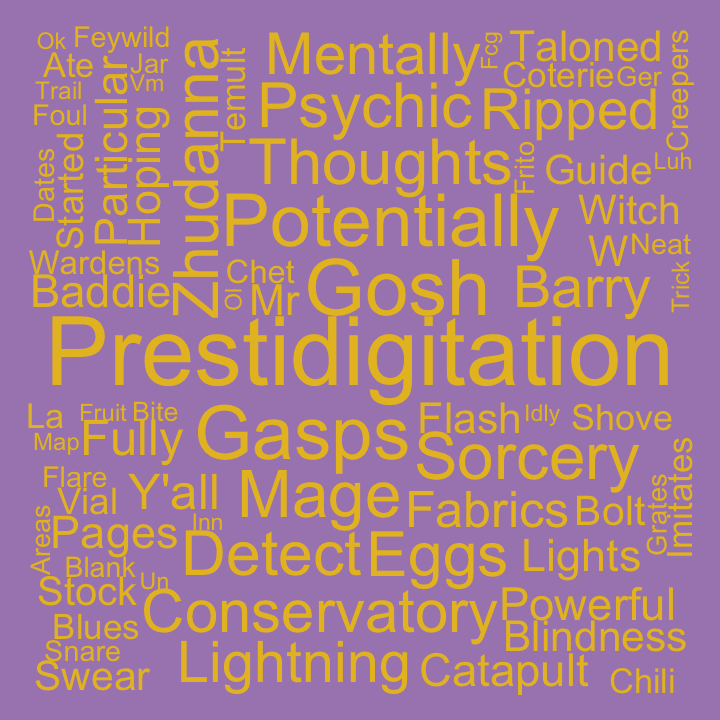 Ok
Feywild
Ate
Jar
Trail
Vm
Foul
Particular
Hoping
Zhudanna
Temult
Mentally
Fcg
Taloned
Creepers
Coterie
Ger
Psychic
Ripped
Thoughts
Frito
Guide
Luh
Dates
Started
Potentially
Witch
W
Neat
Wardens
Baddie
Chet
Ol
Mr
Gosh
Barry
Trick
Prestidigitation
La
Fruit
Bite
Map
Fully
Gasps
Flash
Idly
Shove
Sorcery
Flare
Vial
Y'all
Mage
Fabrics
Bolt
Grates
Imitates
Areas
Pages
Inn
Detect
Eggs
Lights
Blank
Stock
Un
Conservatory
Powerful
Blues
Blindness
Snare
Swear
Lightning
Catapult
Chili